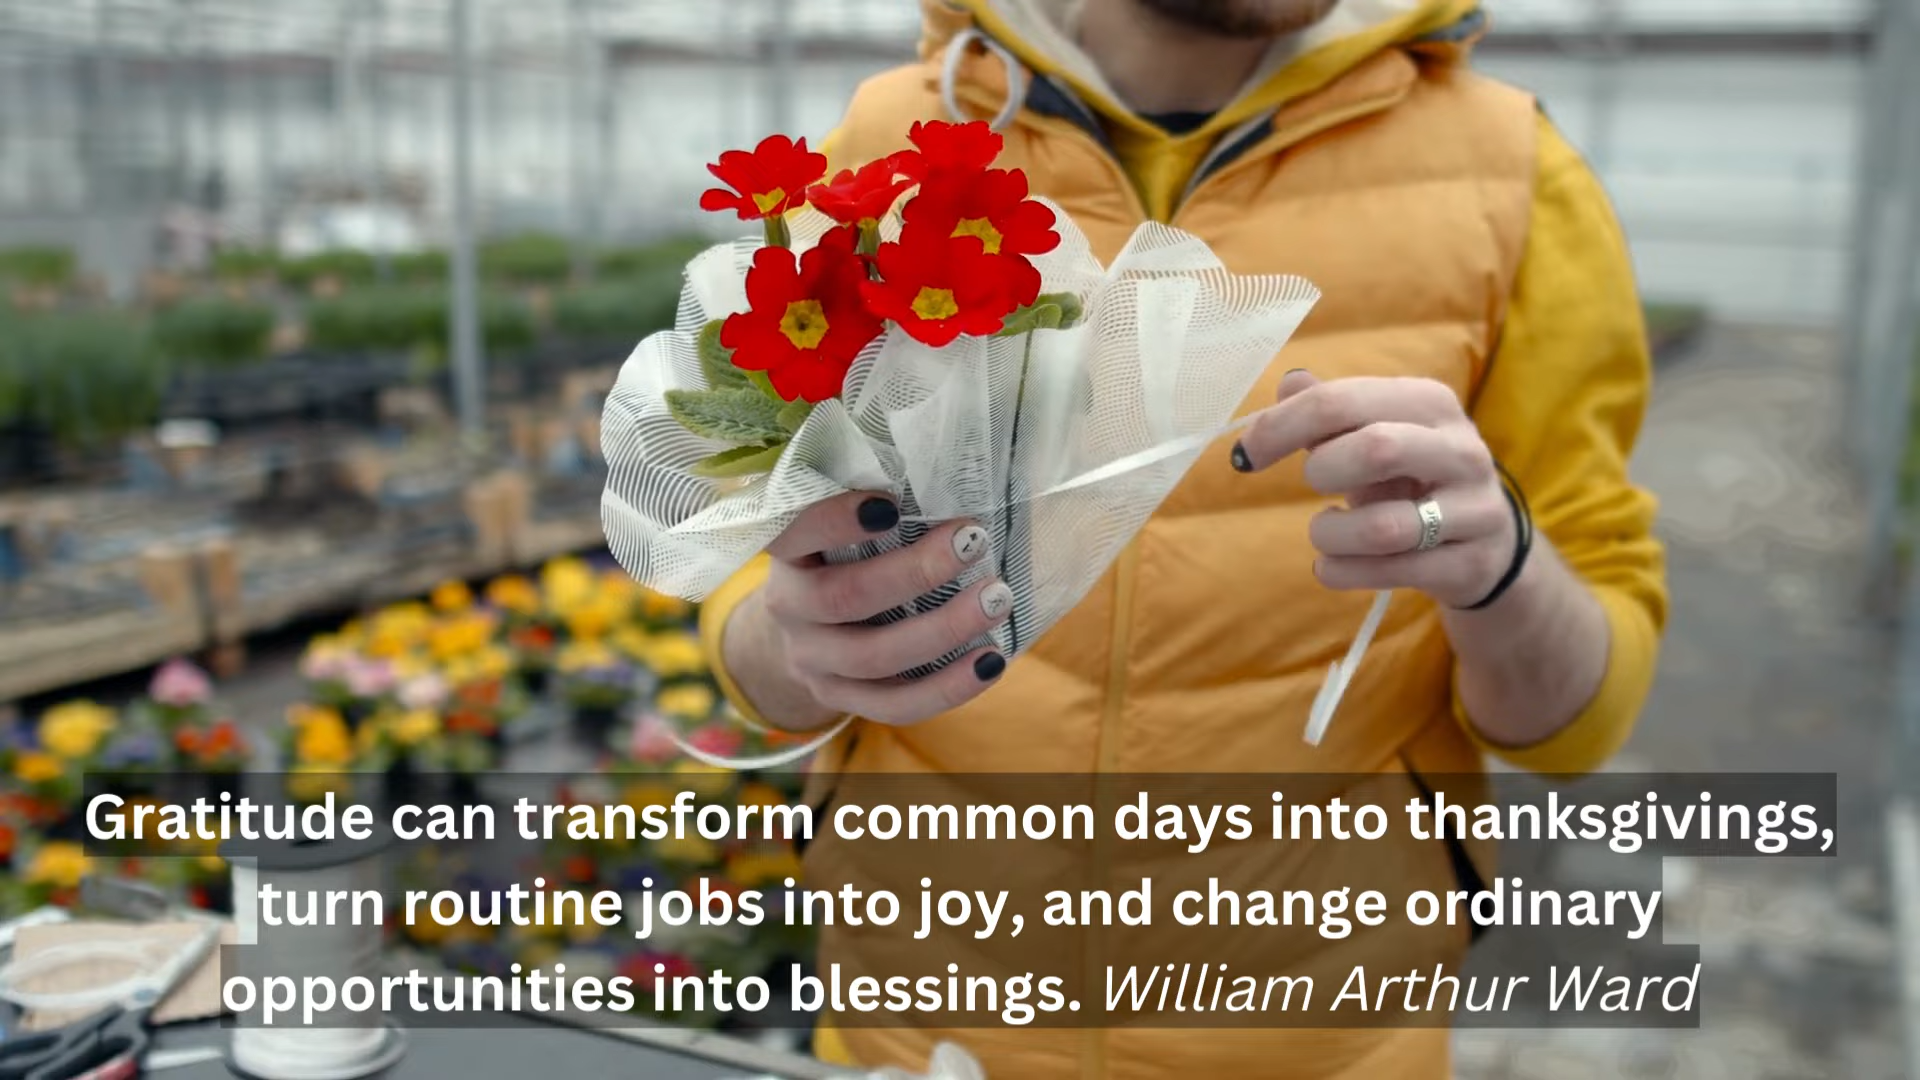 Gratitude can transform common days into thanksgivings,
turn routine jobs into joy, and change ordinary
opportunities into blessings. William Arthur Ward